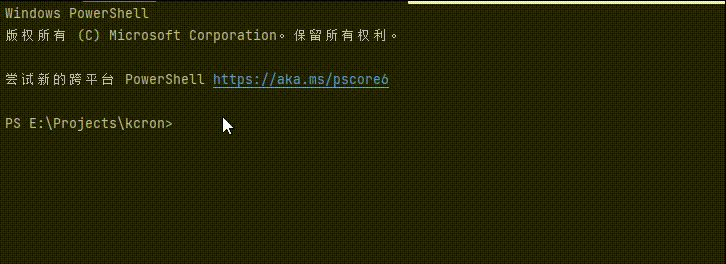 Windows PowerShell
版权所有 (C) Microsoft Corporation。保留所有权利。
尝试新的跨平台 PowerShell https://aka.ms/pscore6
PS E:\Projects\kcron>